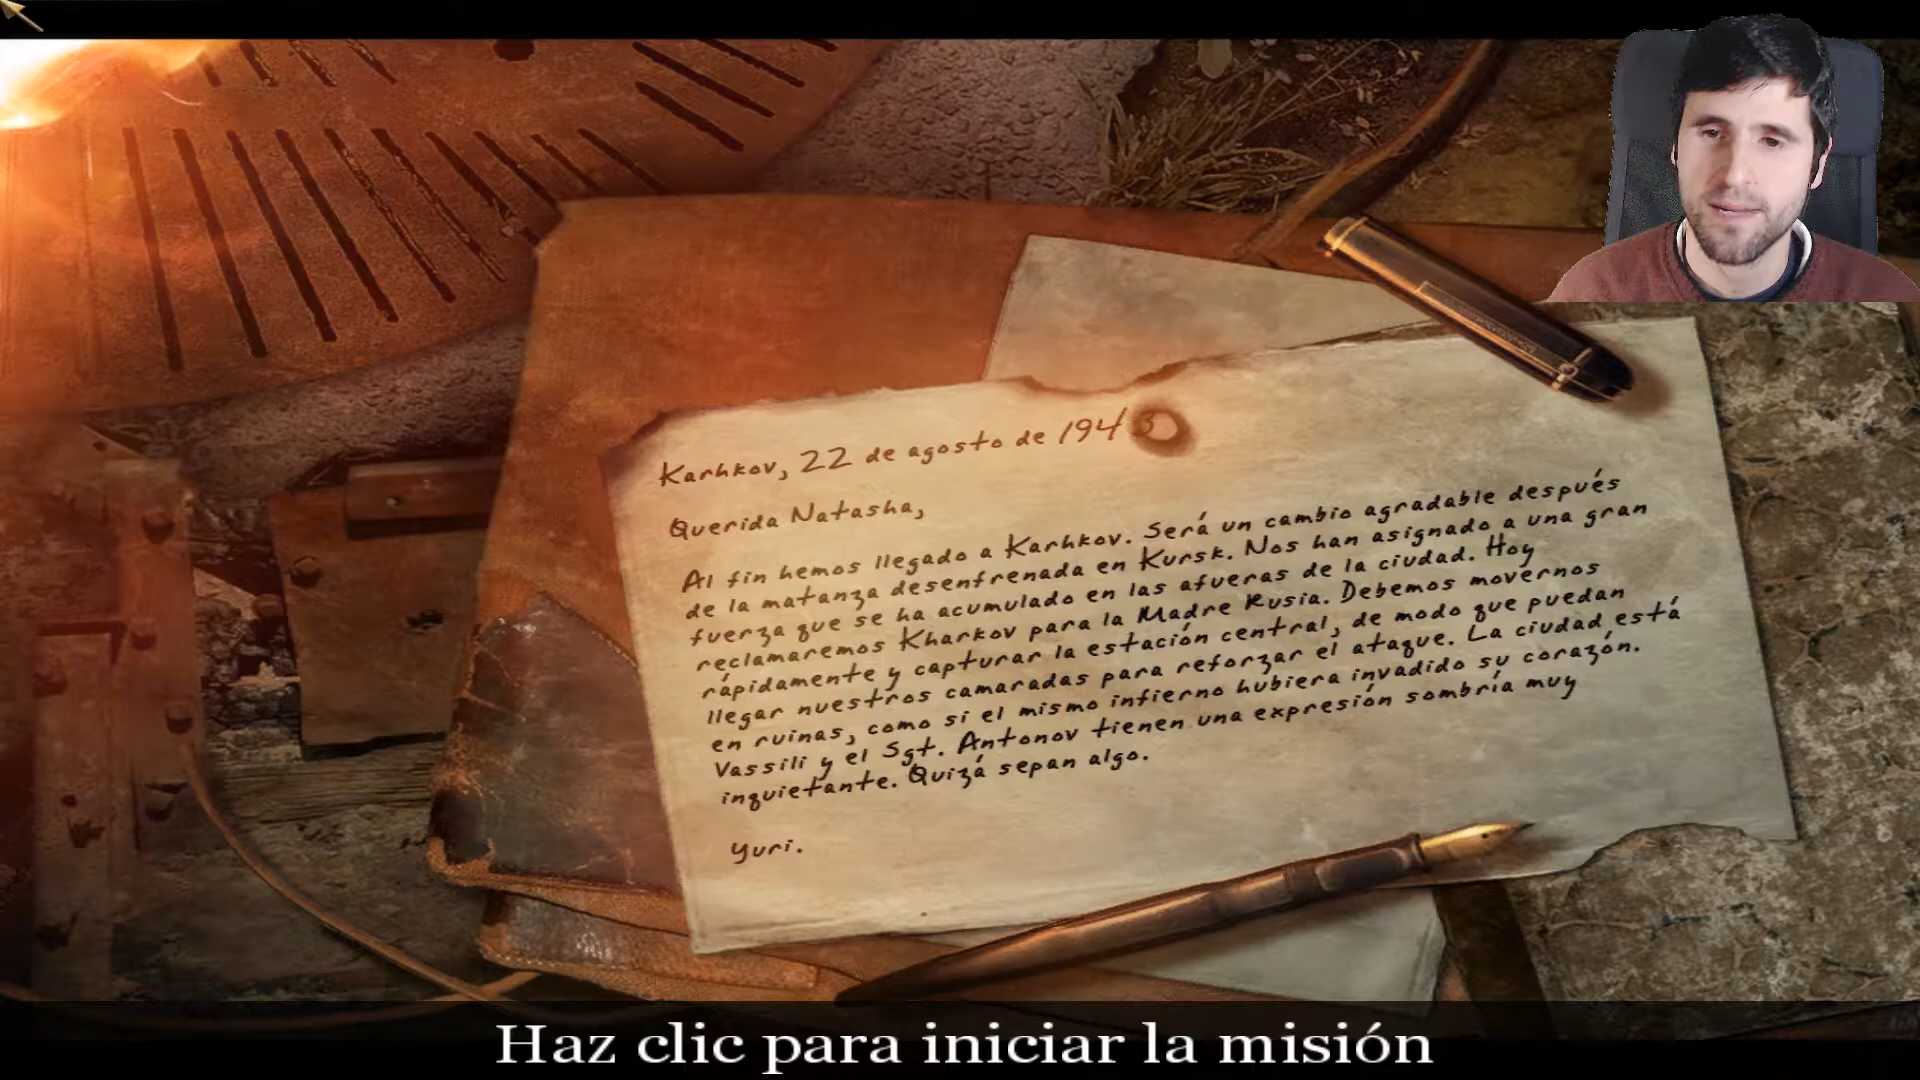 Karhkov, 22 de agosto de 1943
Querida Natasha,
Al fin hemos llegado a Karhkov. Será un cambio agradable después
de la matanza desenfrenada en Kursk. Nos han asignado a una gran
fuerza que se ha acumulado en las afueras de la ciudad. Hoy
reclamaremos Kharkov para la Madre Rusia. Debemos movernos
rápidamente y capturar la estación central, de modo que puedan
llegar nuestros camaradas para reforzar el ataque. La ciudad está
en ruinas, como si el mismo infierno hubiera invadido su corazón.
Vassili y el Sgt. Antonov tienen una expresión sombría muy
inquietante. Quizá sepan algo.
Yuri.
Haz clic para iniciar la misión